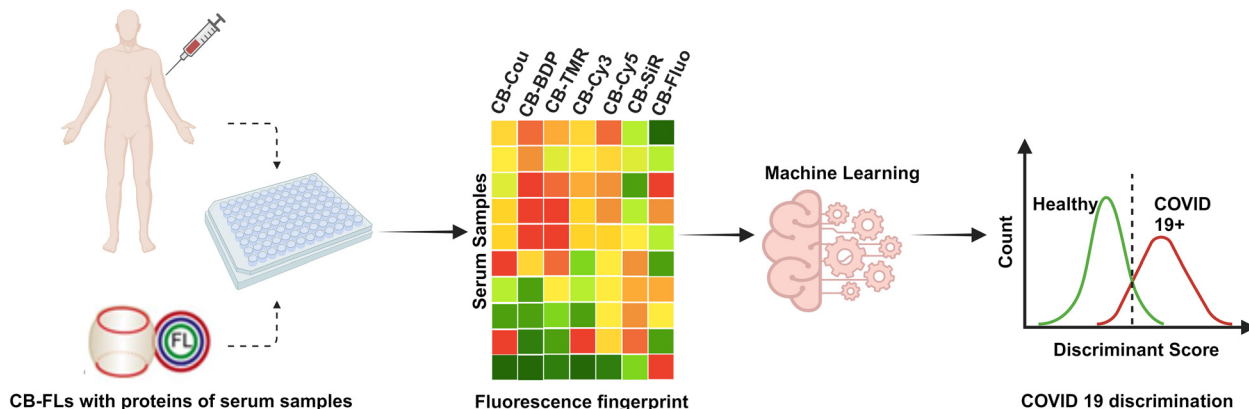 CB-Cou
CB-BDP
CB-TMR
CB-Cy3
CB-Cy5
CB-SiR
CB-Fluo
Serum Samples
Machine Learning
Healthy
COVID
19+
Count
FL
Discriminant Score
CB-FLs with proteins of serum samples
Fluorescence fingerprint
COVID 19 discrimination